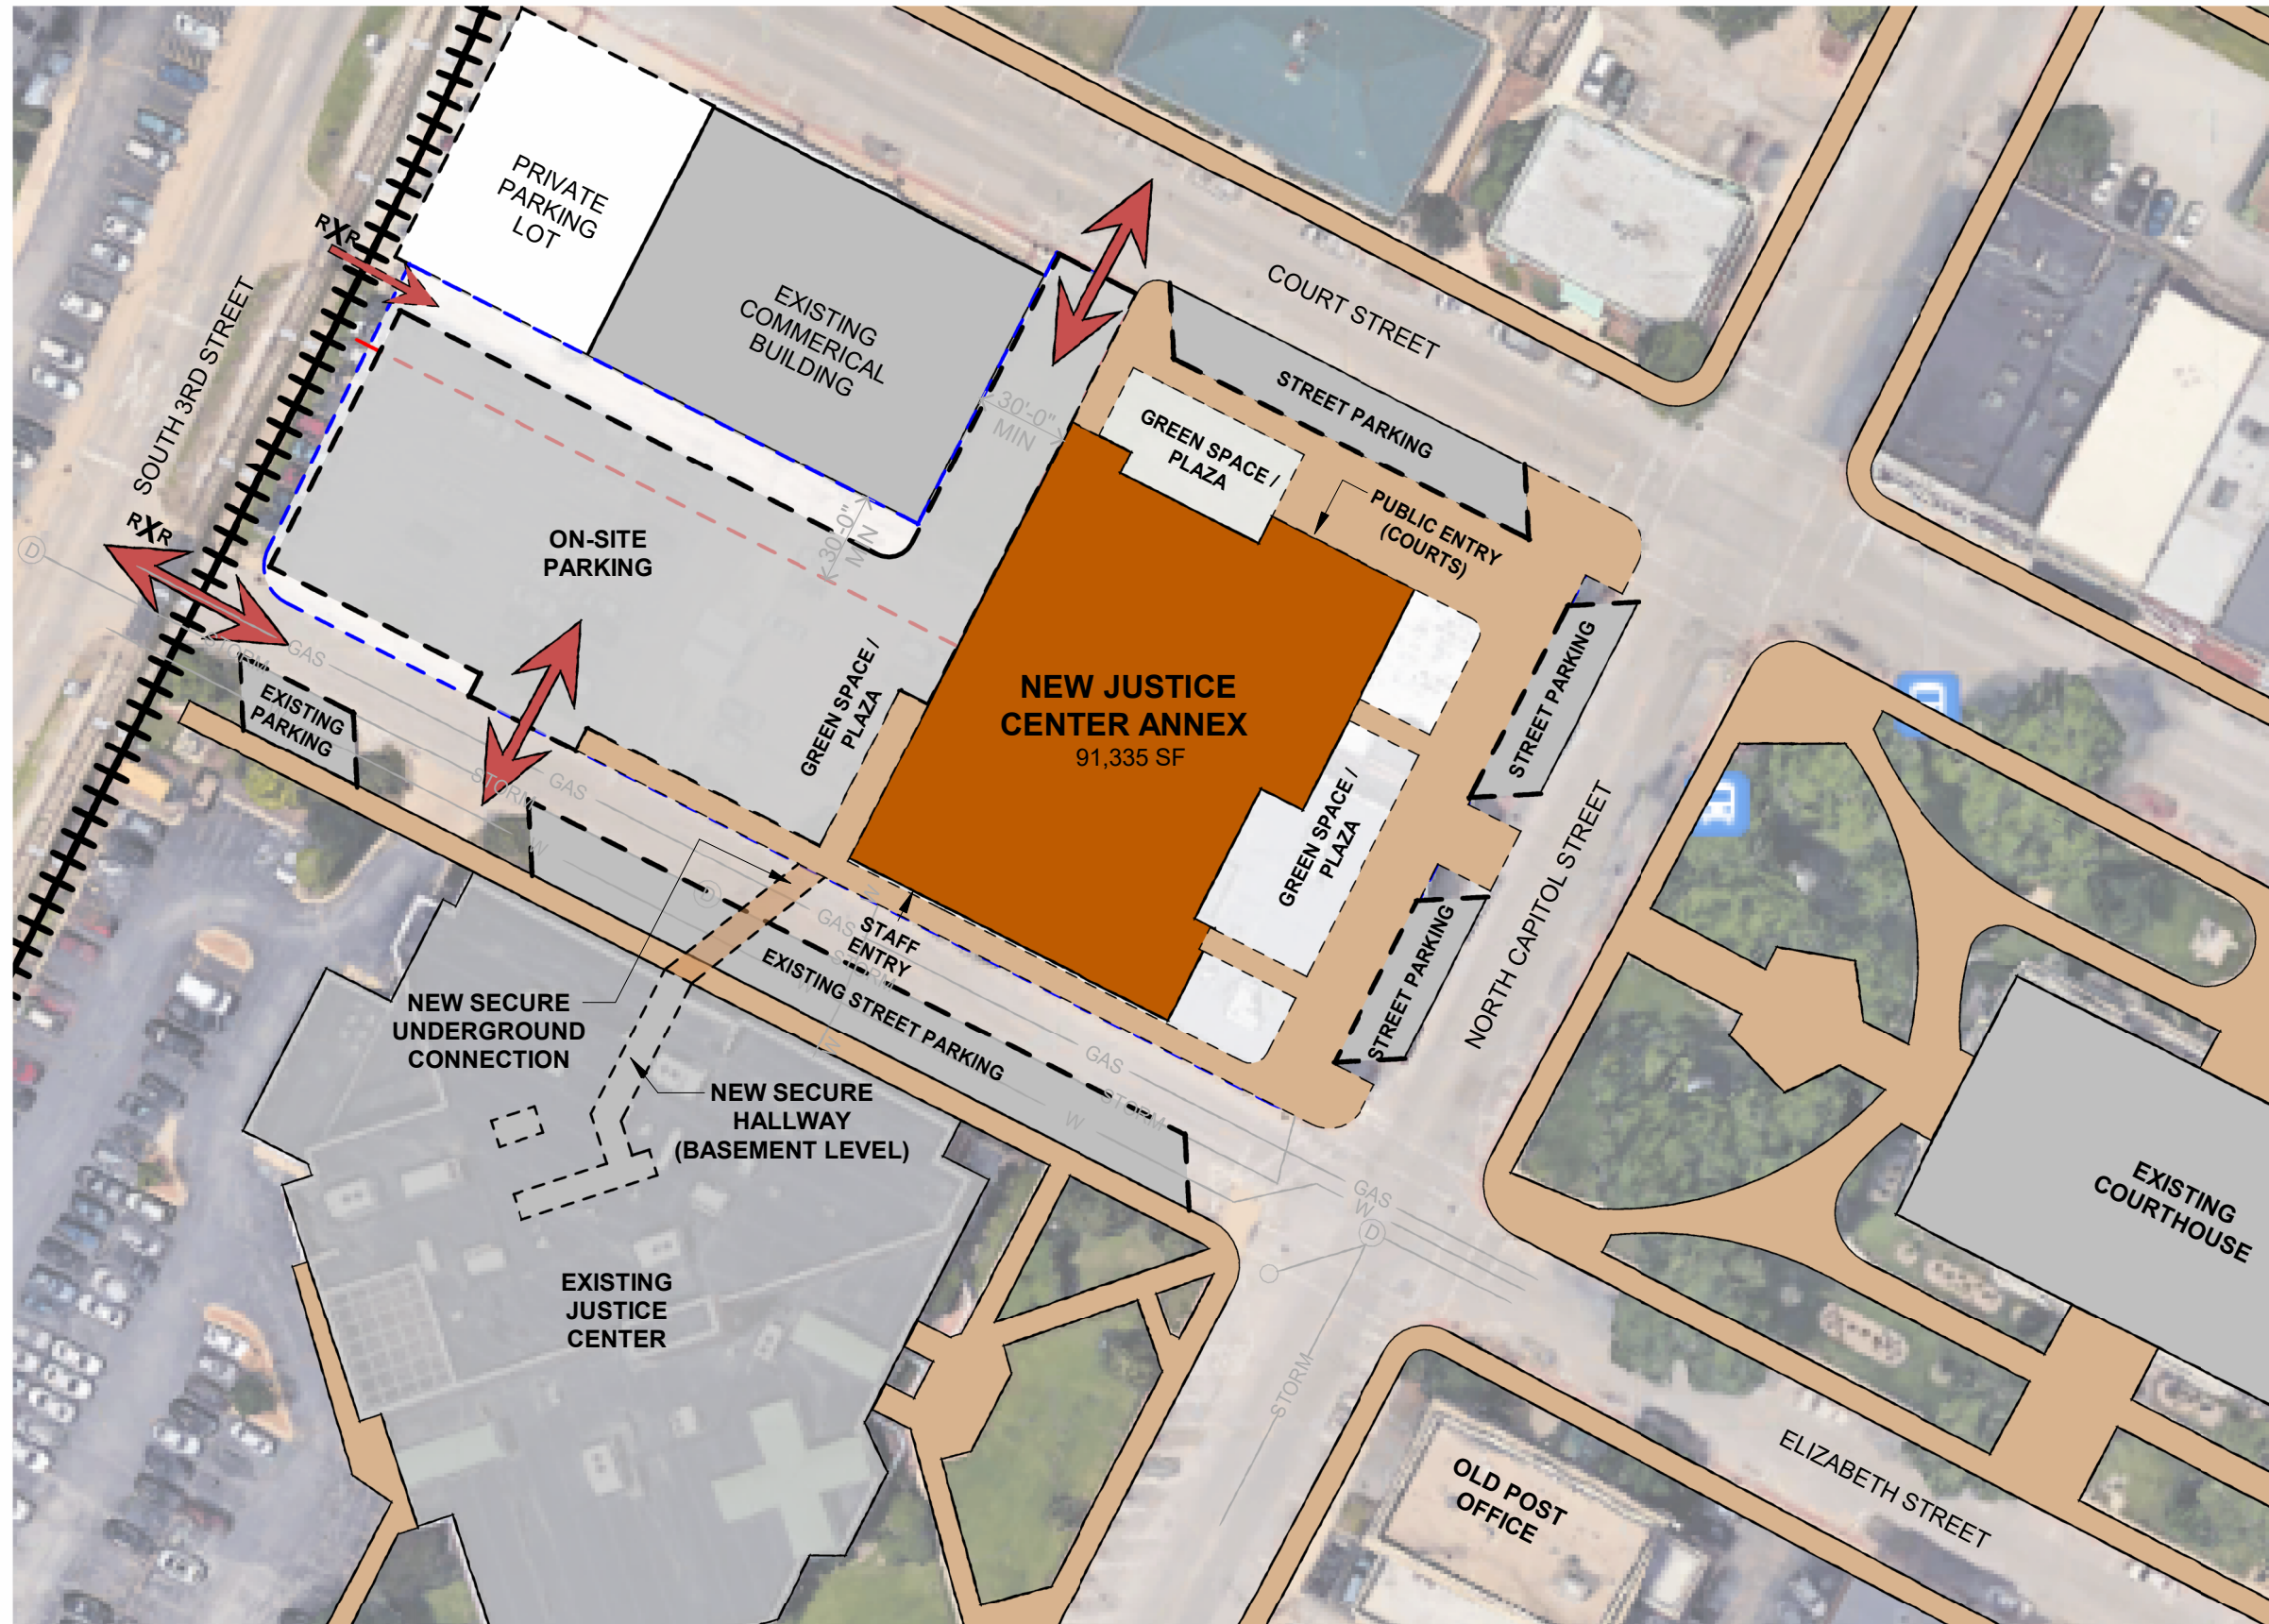 PRIVATE
PARKING
LOT
RXR
SOUTH 3RD STREET
EXISTING
COMMERICAL
BUILDING
COURT STREET
STREET PARKING
30'-0"
MIN
GREEN SPACE /
PLAZA
PUBLIC ENTRY
(COURTS)
RXR
D
ON-SITE
PARKING
30'-0"
MIN
STREET PARKING
GREEN SPACE /
PLAZA
NEW JUSTICE
CENTER ANNEX
91,335 SF
STORM
GAS
EXISTING
PARKING
STORM
GAS
W
D
GREEN SPACE /
PLAZA
NORTH CAPITOL STREET
STREET PARKING
W
GAS
STAFF
ENTRY
STORM
W
W
EXISTING STREET PARKING
NEW SECURE
UNDERGROUND
CONNECTION
NEW SECURE
HALLWAY
(BASEMENT LEVEL)
GAS
STORM
W
GAS
W
D
EXISTING
COURTHOUSE
EXISTING
JUSTICE
CENTER
STORM
OLD POST
OFFICE
ELIZABETH STREET